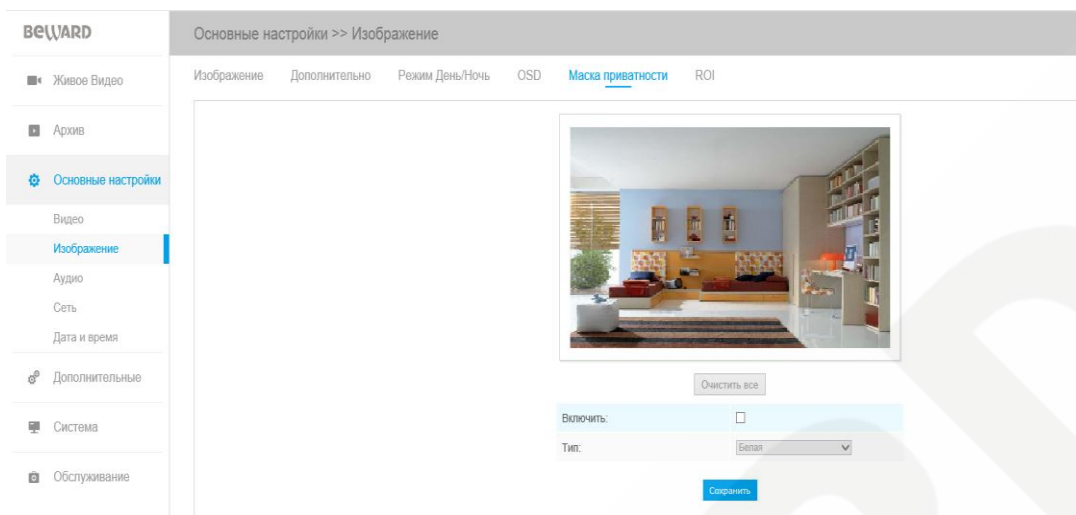 BEWARD
Основные настройки >> Изображение
Живое Видео
Архив
Основные настройки
Видео
Изображение
Аудио
Сеть
Дата и время
Дополнительные
Система
Обслуживание
Изображение Дополнительно Режим День/Ночь OSD Маска приватности ROI
Очистить все
Включить:
Тип: Белая
Сохранить